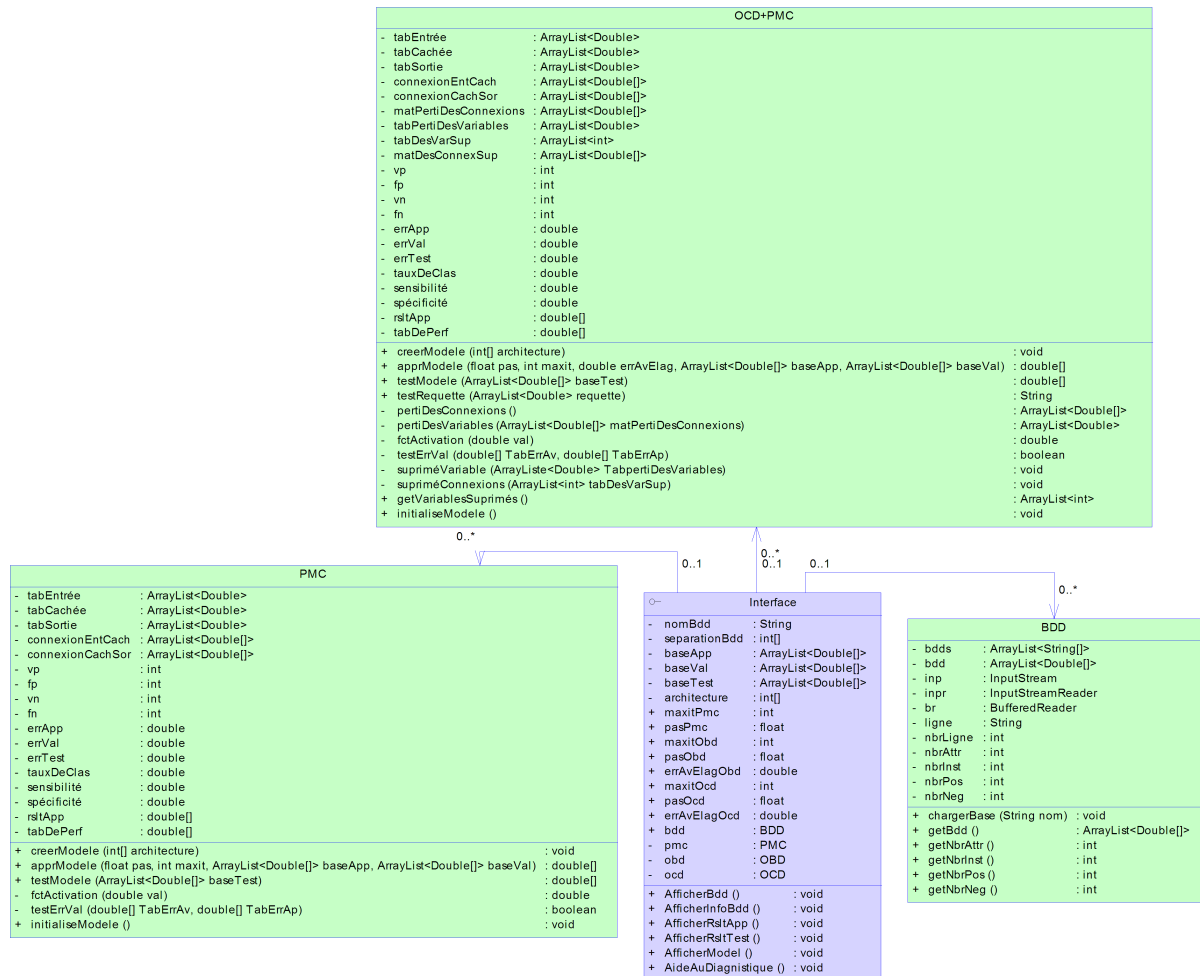 OCD+PMC
- tabEntrée : ArrayList<Double>
- tabCachée : ArrayList<Double>
- tabSortie : ArrayList<Double>
- connexionEntCach : ArrayList<Double[]>
- connexionCachSor : ArrayList<Double[]>
- matPertiDesConnexions : ArrayList<Double[]>
- tabPertiDesVariables : ArrayList<Double>
- tabDesVarSup : ArrayList<int>
- matDesConnexSup : ArrayList<Double[]>
- vp : int
- fp : int
- vn : int
- fn : int
- errApp : double
- errVal : double
- errTest : double
- tauxDeClas : double
- sensibilité : double
- spécificité : double
- rsltApp : double[]
- tabDePerf : double[]
+ creerModele (int[] architecture) : void
+ apprModele (float pas, int maxit, double errAvElag, ArrayList<Double[]> baseApp, ArrayList<Double[]> baseVal) : double[]
+ testModele (ArrayList<Double[]> baseTest) : double[]
+ testRequette (ArrayList<Double> requette) : String
- pertiDesConnexions () : ArrayList<Double[]>
- pertiDesVariables (ArrayList<Double[]> matPertiDesConnexions) : ArrayList<Double>
- fctActivation (double val) : double
- testErrVal (double[] TabErrAv, double[] TabErrAp) : boolean
-upriméVariable (ArrayListe<Double> TabpertiDesVariables) : void
- supriméConnexions (ArrayList<int> tabDesVarSup) : void
+ getVariablesSuprimés () : ArrayList<int>
+ initialiseModele () : void
0..*
0..*
0..1
0..1
0..1
0..*
PMC
- tabEntrée : ArrayList<Double>
- tabCachée : ArrayList<Double>
- tabSortie : ArrayList<Double>
- connexionEntCach : ArrayList<Double[]>
- connexionCachSor : ArrayList<Double[]>
- vp : int
- fp : int
- vn : int
- fn : int
- errApp : double
- errVal : double
- errTest : double
- tauxDeClas : double
- sensibilité : double
- spécificité : double
- rsltApp : double[]
- tabDePerf : double[]
+ creerModele (int[] architecture) : void
+ apprModele (float pas, int maxit, ArrayList<Double[]> baseApp, ArrayList<Double[]> baseVal) : double[]
+ testModele (ArrayList<Double[]> baseTest) : double[]
- fctActivation (double val) : double
- testErrVal (double[] TabErrAv, double[] TabErrAp) : boolean
+ initialiseModele () : void
Interface
- nomBdd : String
- separationBdd : int[]
- baseApp : ArrayList<Double[]>
- baseVal : ArrayList<Double[]>
- baseTest : ArrayList<Double[]>
- architecture : int[]
+ maxitPmc : int
+ pasPmc : float
+ maxitObd : int
+ pasObd : float
+ errAvElagObd : double
+ maxitOcd : int
+ pasOcd : float
+ errAvElagOcd : double
+ bdd : BDD
- pmc : PMC
- obd : OBD
- ocd : OCD
+ AfficherBdd () : void
+ AfficherInfoBdd () : void
+ AfficherRsltApp () : void
+ AfficherRsltTest () : void
+ AfficherModel () : void
+ AideAuDiagnistique () : void
BDD
- bdds : ArrayList<String[]>
- bdd : ArrayList<Double[]>
- inp : InputStream
- inpr : InputStreamReader
- br : BufferedReader
- ligne : String
- nbrLigne : int
- nbrAttr : int
- nbrInst : int
- nbrPos : int
- nbrNeg : int
+ chargerBase (String nom) : void
+ getBdd () : ArrayList<Double[]>
+ getNbrAttr () : int
+ getNbrInst () : int
+ getNbrPos () : int
+ getNbrNeg () : int